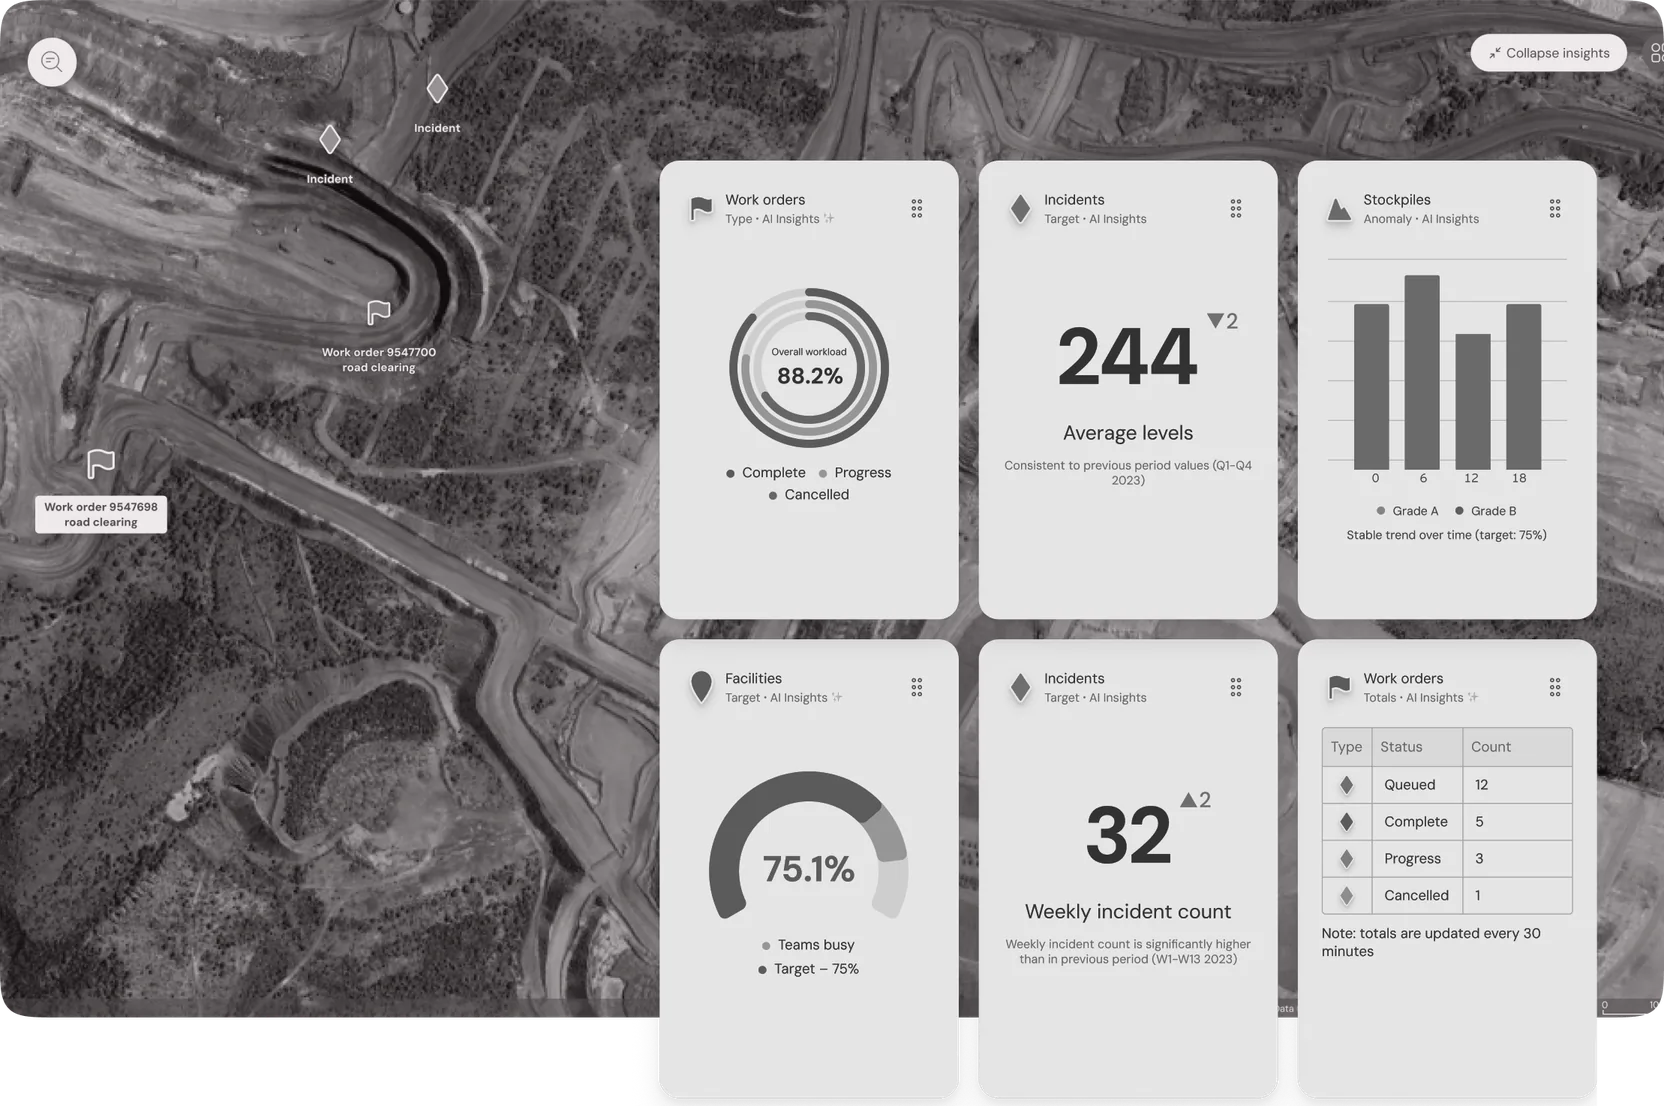 Collapse insights
Incident
Incident
Work order 9547700
road clearing
Work order 9547698
road clearing
Work orders
Type • AI Insights
Overall workload
88.2%
Complete
Progress
Cancelled
Incidents
Target • AI Insights
244
2
Average levels
Consistent to previous period values (Q1-Q4
2023)
Stockpiles
Anomaly • AI Insights
0 6 12 18
Grade A
Grade B
Stable trend over time (target: 75%)
Facilities
Target • AI Insights
75.1%
Teams busy
Target – 75%
Incidents
Target • AI Insights
32
2
Weekly incident count
Weekly incident count is significantly higher
than in previous period (W1-W13 2023)
Work orders
Totals • AI Insights
Type Status Count
Queued 12
Complete 5
Progress 3
Cancelled 1
Note: totals are updated every 30
minutes
0